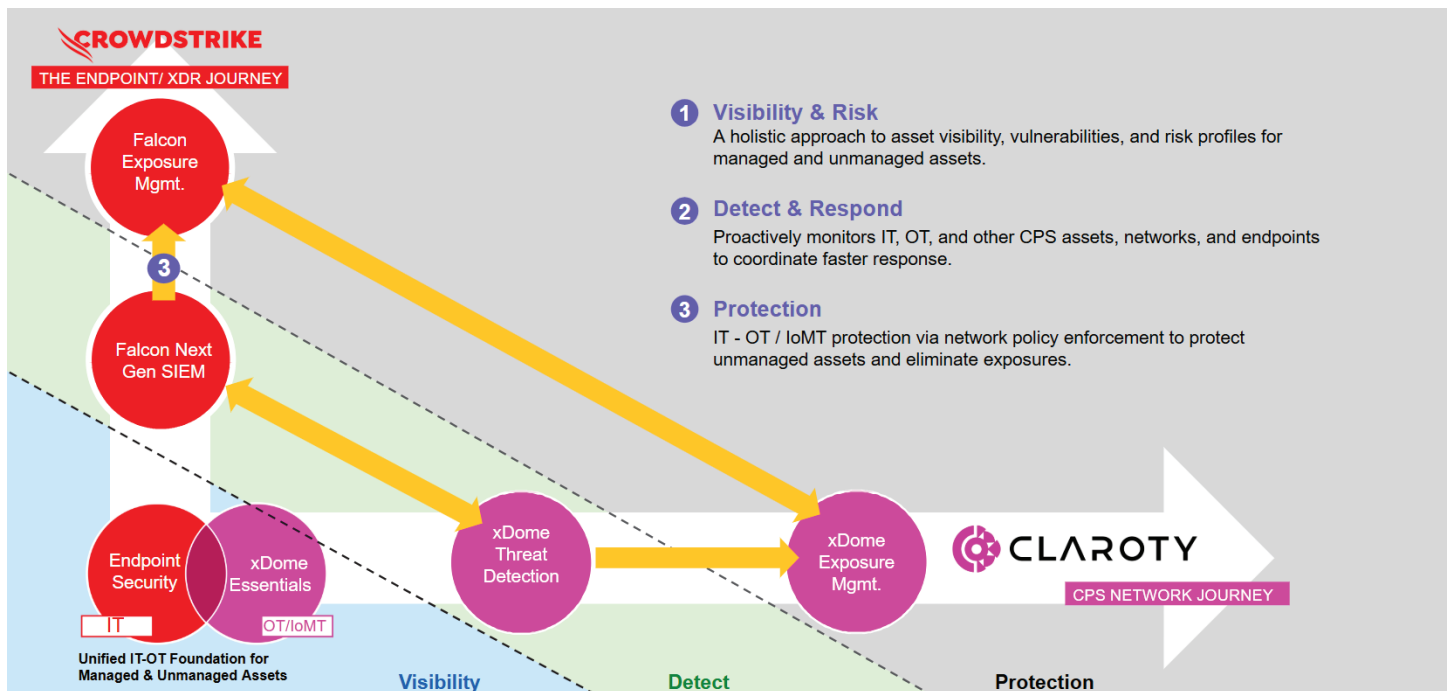 CROWDSTRIKE
THE ENDPOINT/ XDR JOURNEY
Falcon
Exposure
Mgmt.
3
Falcon Next
Gen SIEM
Endpoint
Security
xDome
Essentials
IT
OT/IoMT
Unified IT-OT Foundation for
Managed & Unmanaged Assets
1 Visibility & Risk
A holistic approach to asset visibility, vulnerabilities, and risk profiles for
managed and unmanaged assets.
2 Detect & Respond
Proactively monitors IT, OT, and other CPS assets, networks, and endpoints
to coordinate faster response.
3 Protection
IT - OT / IoMT protection via network policy enforcement to protect
unmanaged assets and eliminate exposures.
xDome
Threat
Detection
xDome
Exposure
Mgmt.
CLAROTY
CPS NETWORK JOURNEY
Visibility
Detect
Protection